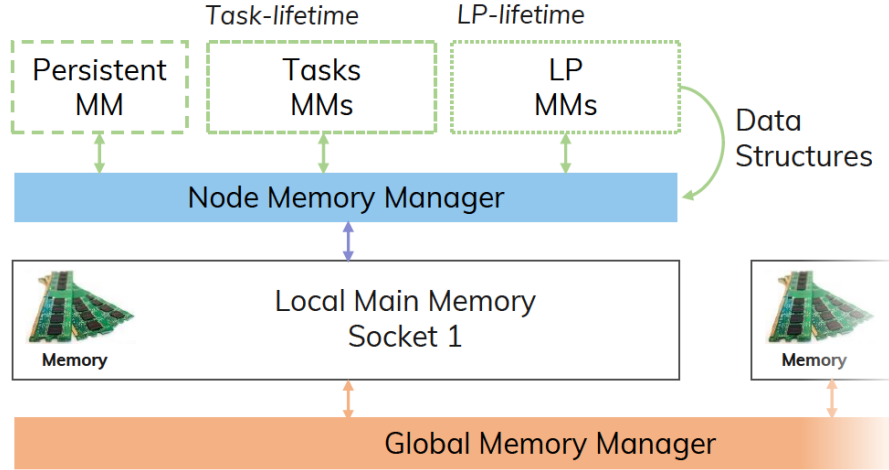 Task-lifetime
LP-lifetime
Persistent
MM
Tasks
MMs
LP
MMs
Data
Structures
Node Memory Manager
Local Main Memory
Socket 1
Memory
Memory
Global Memory Manager